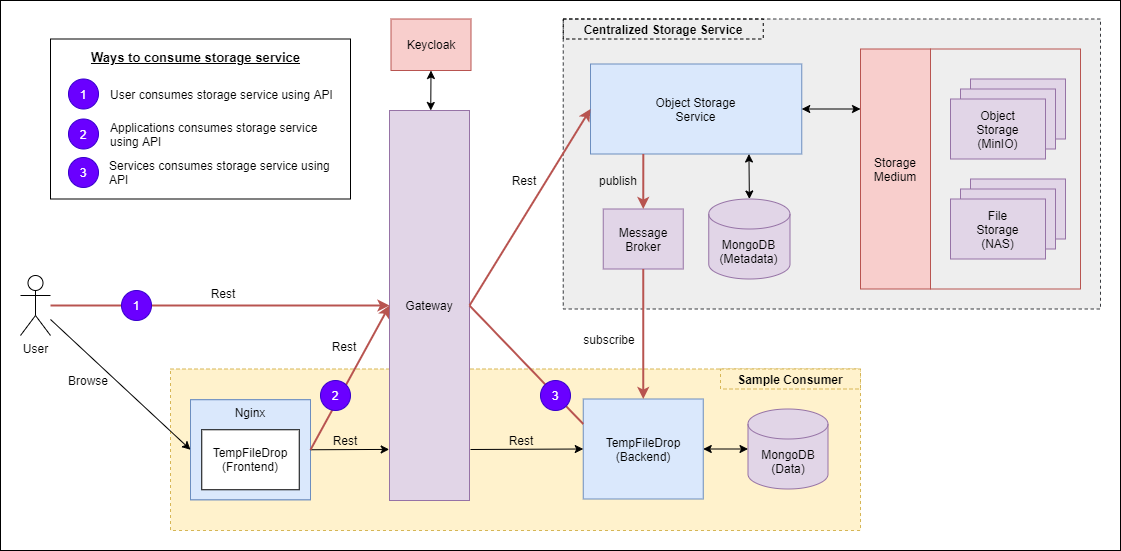 Ways to consume storage service
1
User consumes storage service using API
2
Applications consumes storage service
using API
3
Services consumes storage service using
API
Keycloak
Gateway
Centralized Storage Service
Object Storage
Service
Storage
Medium
Object
Storage
(MinIO)
File
Storage
(NAS)
publish
Message
Broker
MongoDB
(Metadata)
Rest
subscribe
User
Rest
1
Browse
Rest
2
Rest
Nginx
TempFileDrop
(Frontend)
Sample Consumer
3
Rest
TempFileDrop
(Backend)
MongoDB
(Data)